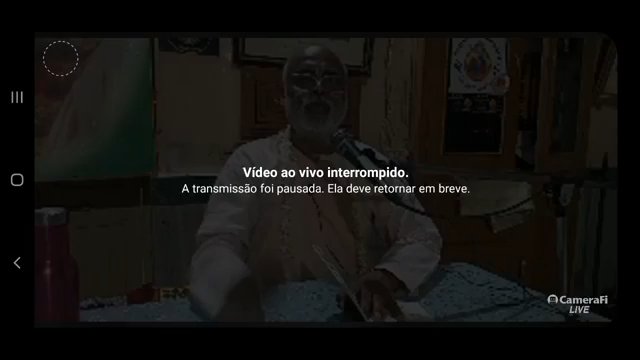 Vídeo ao vivo interrompido.
A transmissão foi pausada. Ela deve retornar em breve.
CameraFi
LIVE